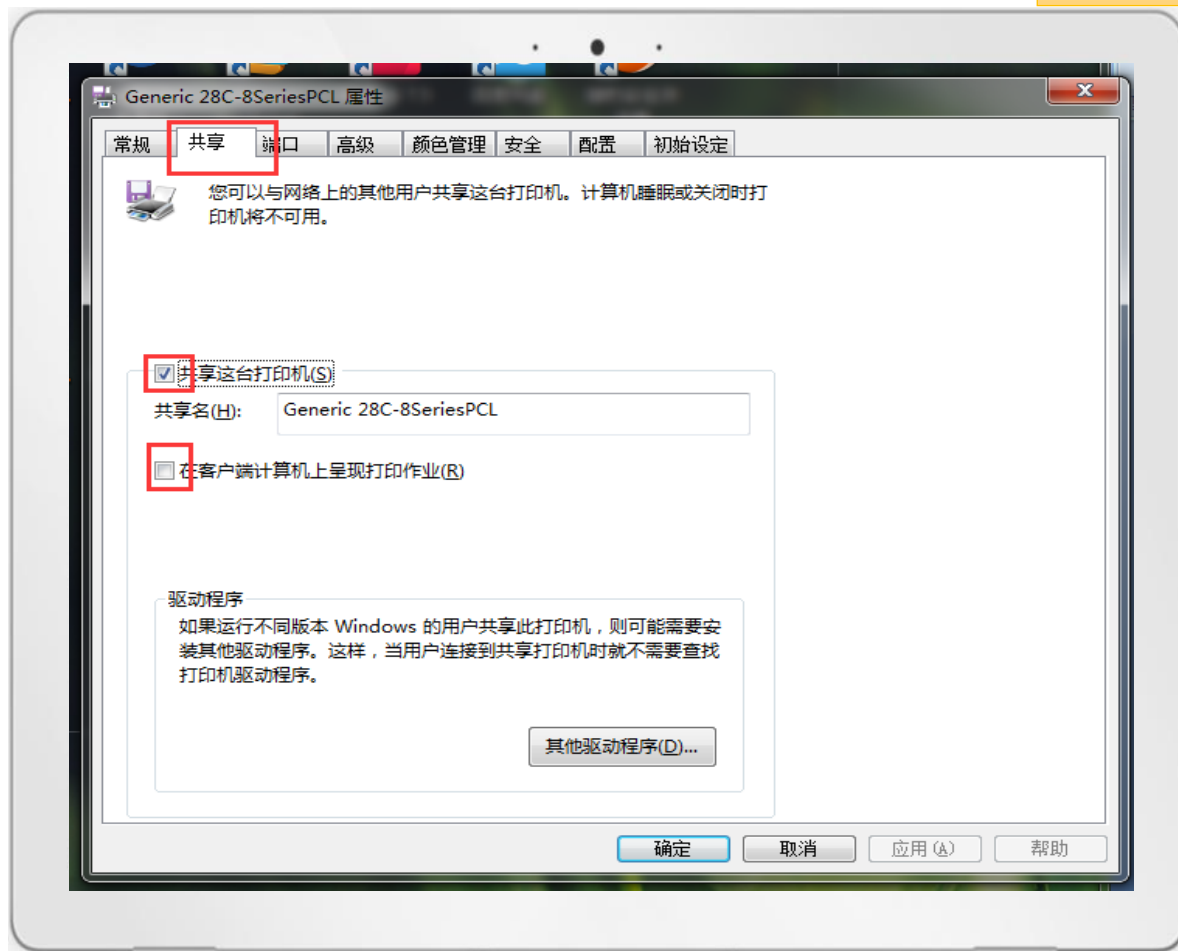 Generic 28C-8SeriesPCL 属性
常规 共享 端口 高级 颜色管理 安全 配置 初始设定
您可以与网络上的其他用户共享这台打印机。计算机睡眠或关闭时打
印机将不可用。
共享这台打印机(S)
共享名(H): Generic 28C-8SeriesPCL
在客户端计算机上呈现打印作业(R)
驱动程序
如果运行不同版本 Windows 的用户共享此打印机，则可能需要安
装其他驱动程序。这样，当用户连接到共享打印机时就不需要查找
打印机驱动程序。
其他驱动程序(D)...
确定 取消 应用(A) 帮助